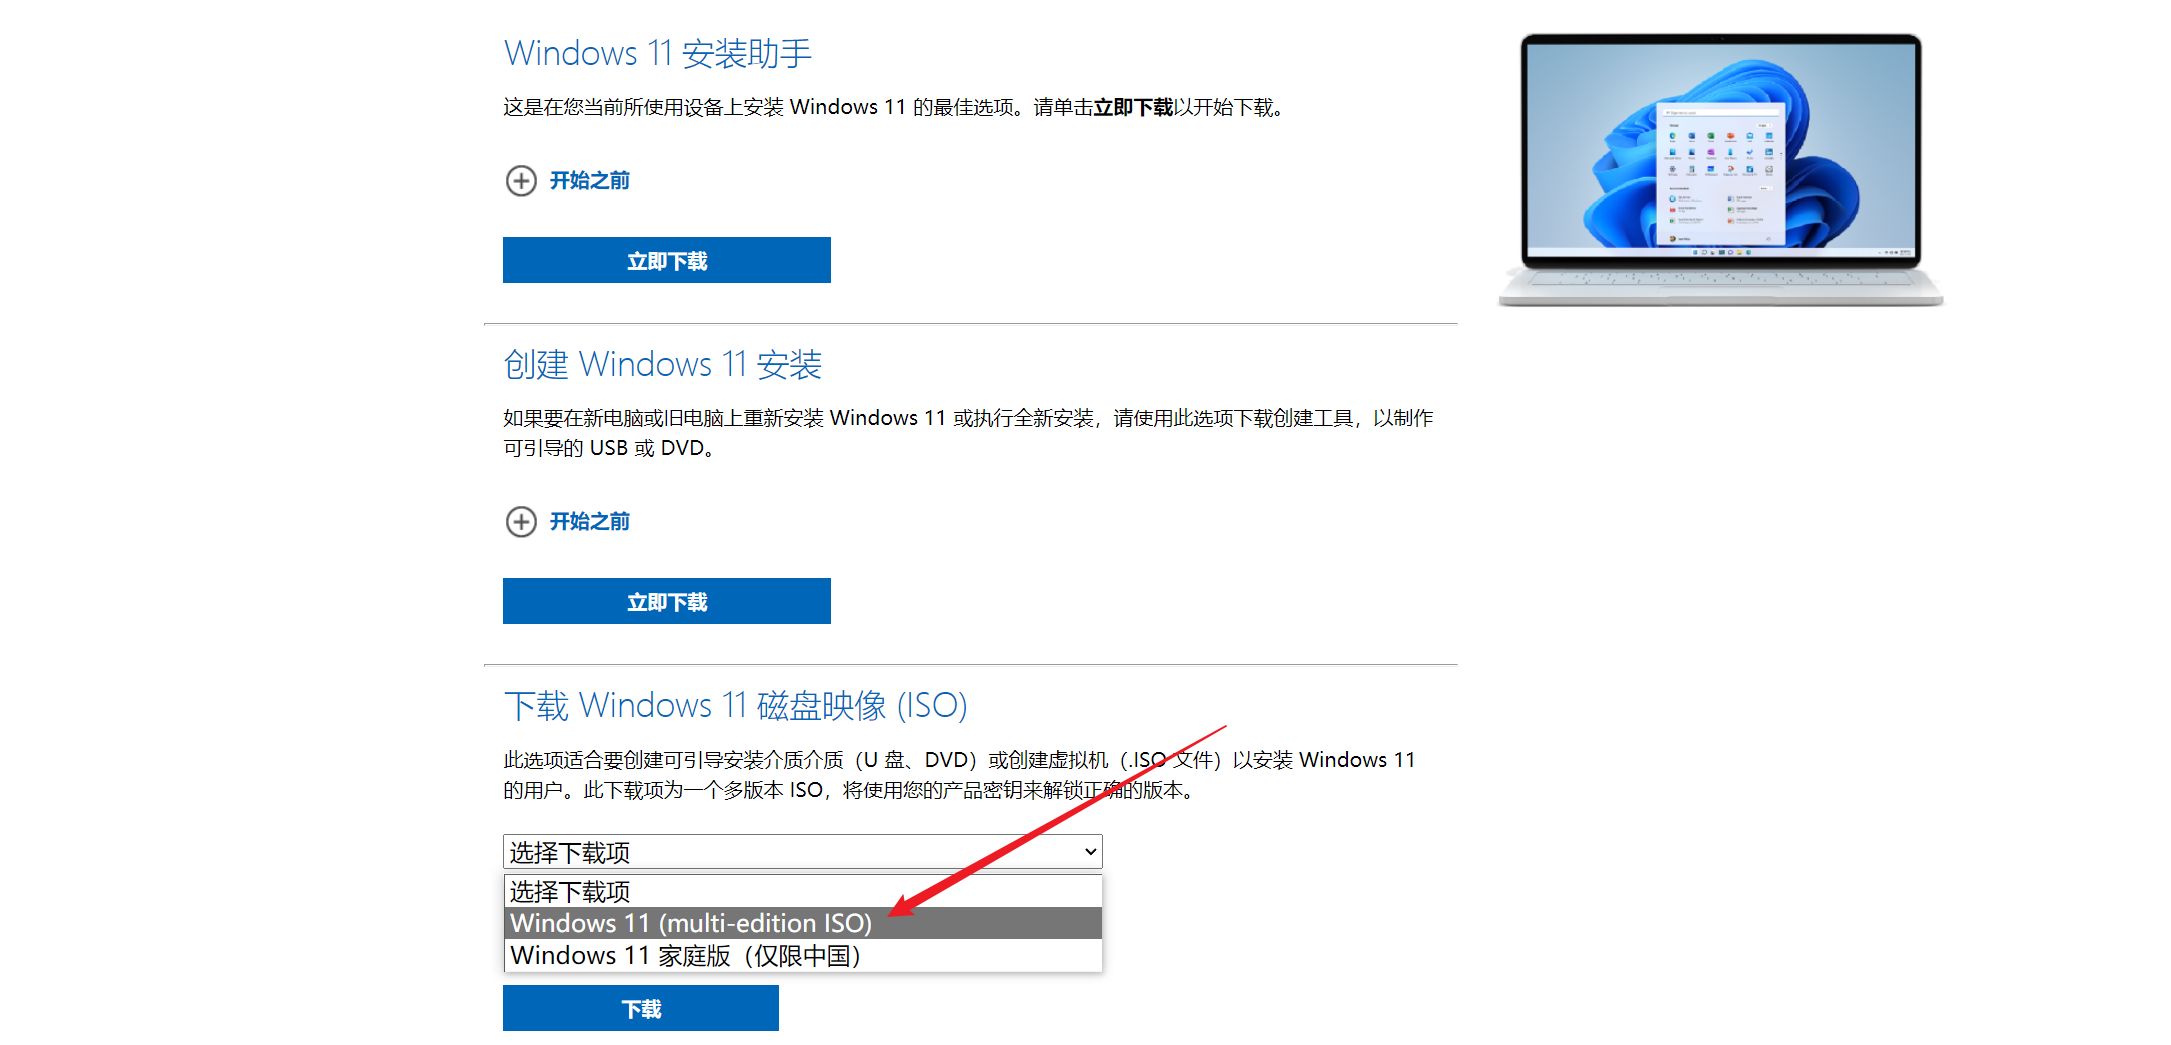 Windows 11 安装助手
这是在您当前所使用设备上安装 Windows 11 的最佳选项。请单击立即下载以开始下载。
开始之前
立即下载
创建 Windows 11 安装
如果要在新电脑或旧电脑上重新安装 Windows 11 或执行全新安装，请使用此选项下载创建工具，以制作
可引导的 USB 或 DVD。
开始之前
立即下载
下载 Windows 11 磁盘映像 (ISO)
此选项适合要创建可引导安装介质介质（U 盘、DVD）或创建虚拟机（.ISO 文件）以安装 Windows 11
的用户。此下载项为一个多版本 ISO，将使用您的产品密钥来解锁正确的版本。
选择下载项
选择下载项
Windows 11 (multi-edition ISO)
Windows 11 家庭版（仅限中国）
下载